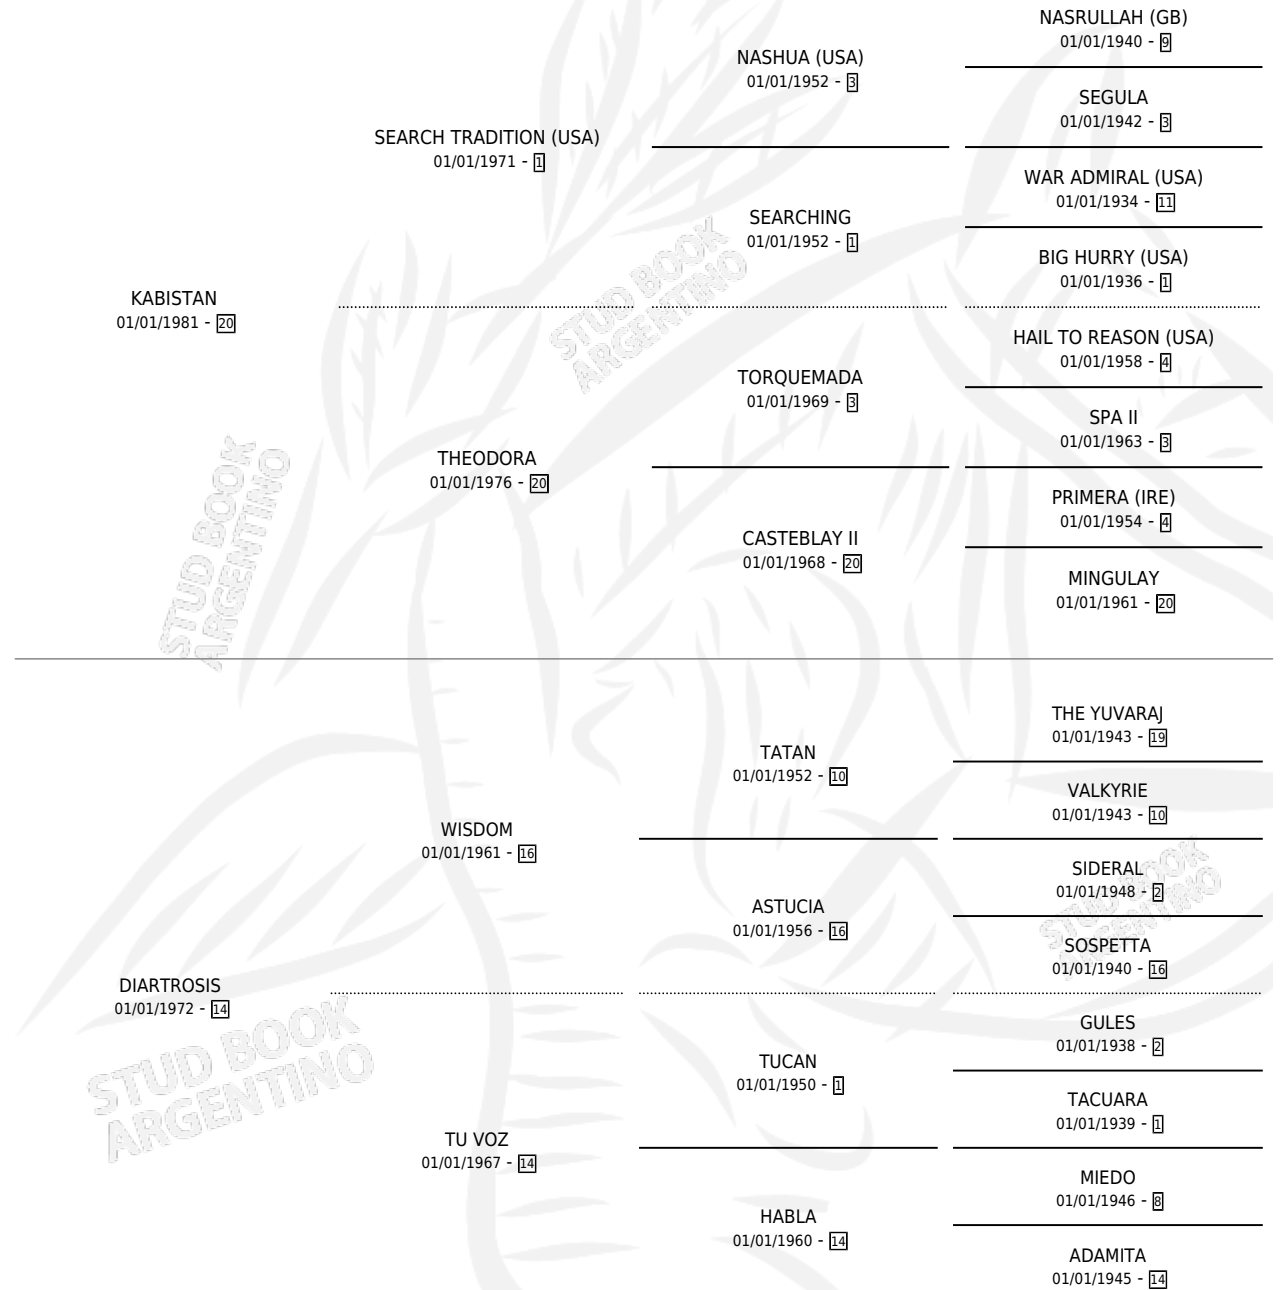 NASRULLAH (GB)
01/01/1940 - 9
NASHUA (USA)
01/01/1952 - 3
SEGULA
01/01/1942 - 3
SEARCH TRADITION (USA)
01/01/1971 - 1
WAR ADMIRAL (USA)
01/01/1934 - 11
SEARCHING
01/01/1952 - 1
BIG HURRY (USA)
01/01/1936 - 1
KABISTAN
01/01/1981 - 20
HAIL TO REASON (USA)
01/01/1958 - 4
TORQUEMADA
01/01/1969 - 3
SPA II
01/01/1963 - 3
THEODORA
01/01/1976 - 20
PRIMERA (IRE)
01/01/1954 - 4
CASTEBLAY II
01/01/1968 - 20
MINGULAY
01/01/1961 - 20
THE YUVARAJ
01/01/1943 - 19
TATAN
01/01/1952 - 10
VALKYRIE
01/01/1943 - 10
WISDOM
01/01/1961 - 16
SIDERAL
01/01/1948 - 2
ASTUCIA
01/01/1956 - 16
SOSPETTA
01/01/1940 - 16
DIARTROSIS
01/01/1972 - 14
GULES
01/01/1938 - 2
TUCAN
01/01/1950 - 1
TACUARA
01/01/1939 - 1
TU VOZ
01/01/1967 - 14
MIEDO
01/01/1946 - 8
HABLA
01/01/1960 - 14
ADAMITA
01/01/1945 - 14
STUD BOOK
ARGENTINO
STUD BOOK
ARGENTINO
STUD BOOK
ARGENTINO
STUD BOOK
ARGENTINO